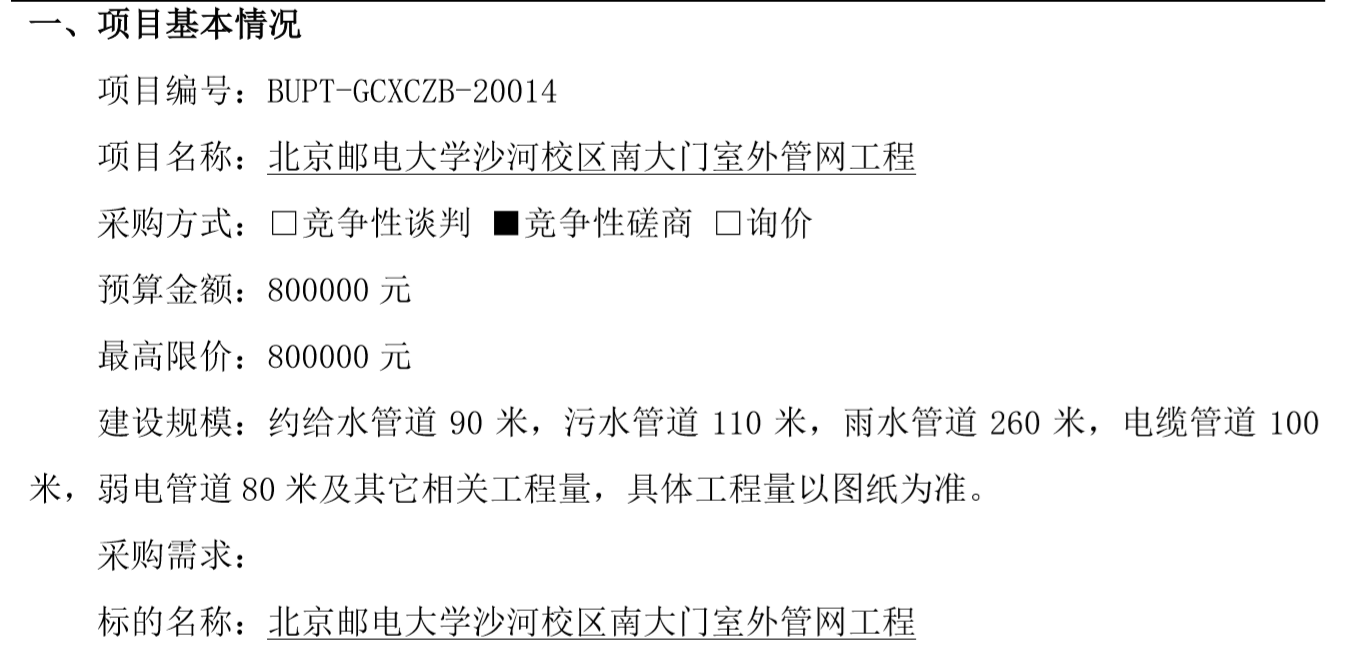 一、项目基本情况
项目编号：BUPT-GCXCZB-20014
项目名称：北京邮电大学沙河校区南大门室外管网工程
采购方式：□竞争性谈判 ■竞争性磋商 □询价
预算金额：800000 元
最高限价：800000 元
建设规模：约给水管道 90 米，污水管道 110 米，雨水管道 260 米，电缆管道 100
米，弱电管道 80 米及其它相关工程量，具体工程量以图纸为准。
采购需求：
标的名称：北京邮电大学沙河校区南大门室外管网工程